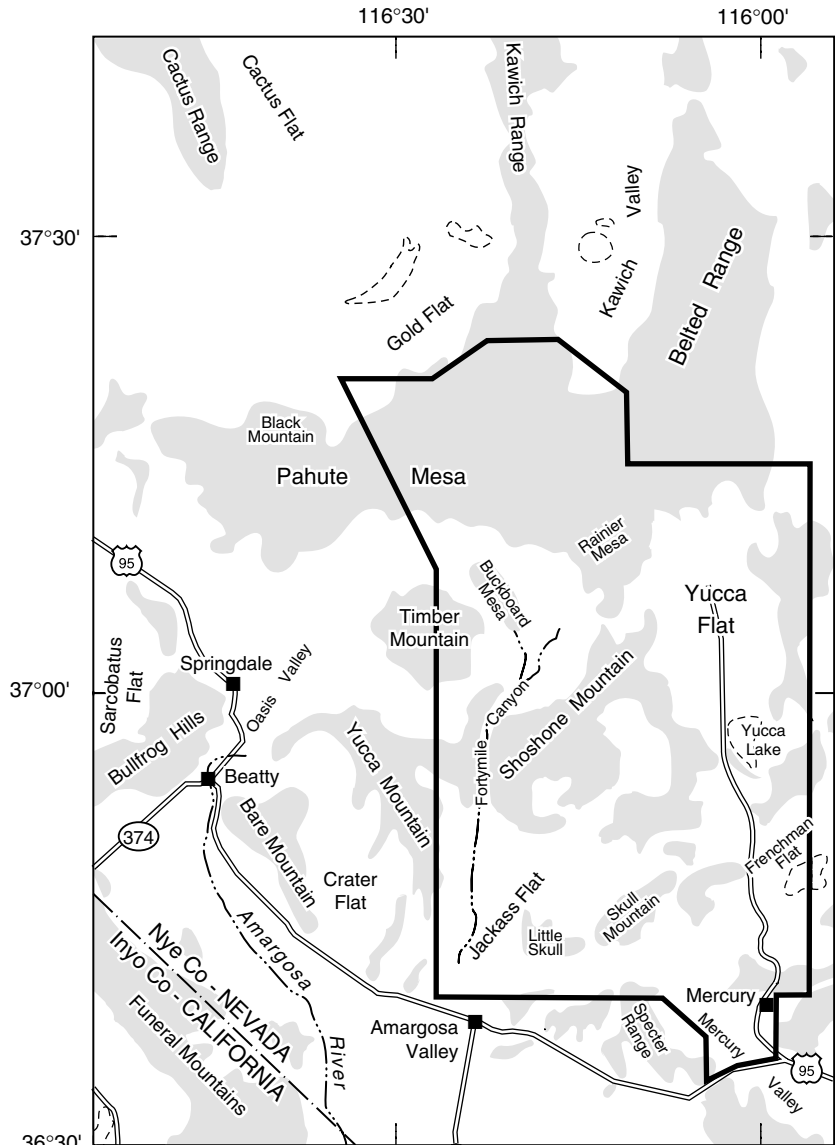 116°30'
116°00'
Cactus Range
Cactus Flat
Kawich Range
37°30'
Kawich Valley
Belted Range
Gold Flat
Black
Mountain
Pahute Mesa
Rainier
Mesa
95
Buckboard
Mesa
Yucca
Flat
Timber
Mountain
Sarcobatus
Flat
Springdale
37°00'
Oasis Valley
Fortymile Canyon
Shoshone Mountain
Yucca
Lake
Bullfrog Hills
Beatty
Yucca Mountain
374
Bare Mountain
Frenchman
Flat
Crater
Flat
Skull
Mountain
Jackass Flat
Little
Skull
Amargosa River
Nye Co - NEVADA
Inyo Co - CALIFORNIA
Funeral Mountains
Mercury
Amargosa
Valley
Specter
Range
Mercury Valley
95
36°30'